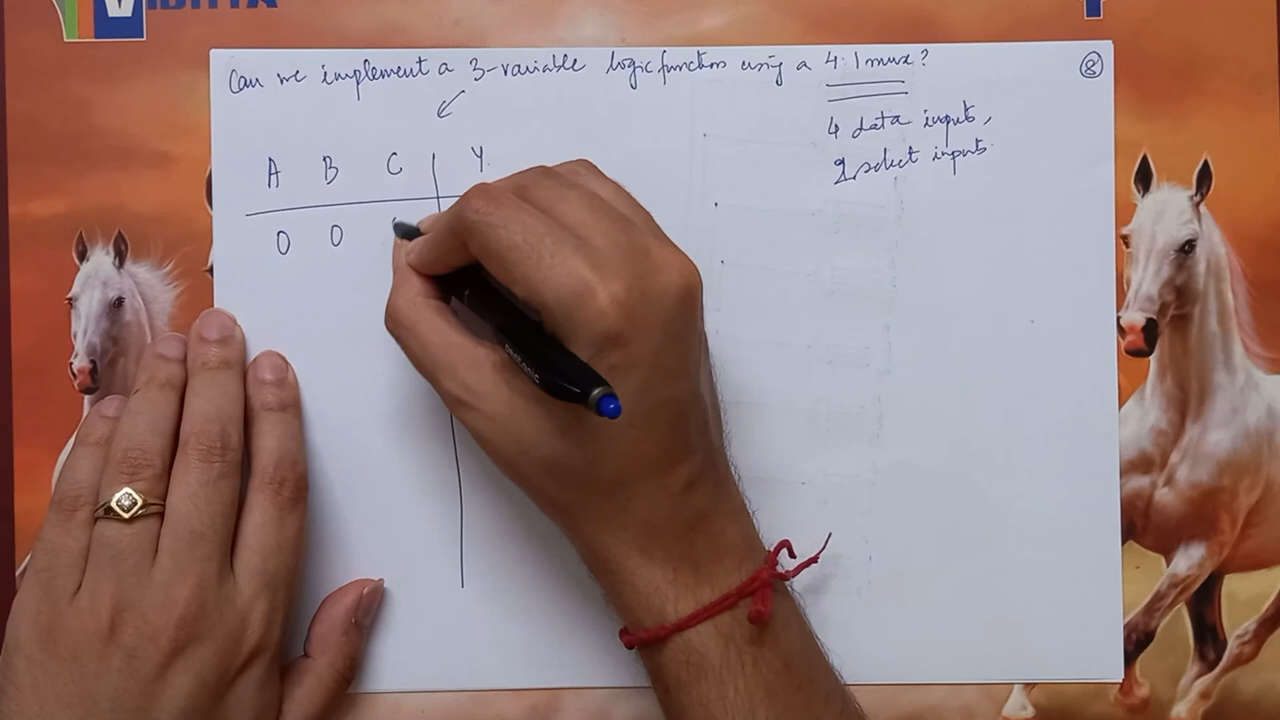 Can we implement a 3-variable logic function using a 4:1 mux?
8
4 data inputs,
2 select inputs.
A B C Y
0 0